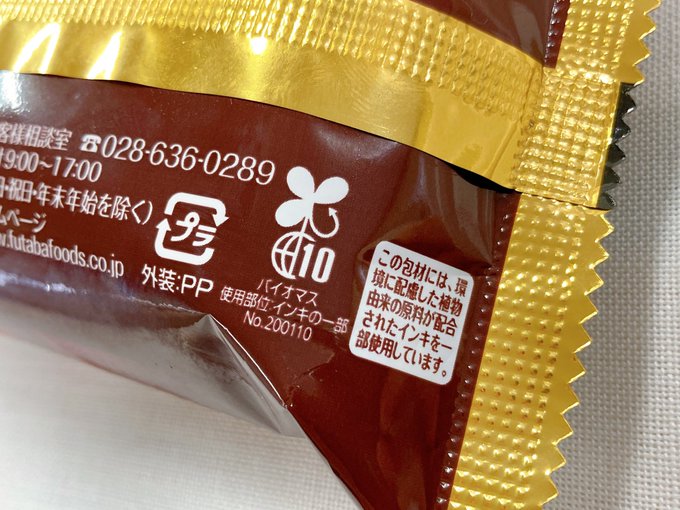 客様相談室 ☎028-636-0289
9:00〜17:00
日・祝日・年末年始を除く)
ムページ
w.futabafoods.co.jp
プラ
外装:PP
10
バイオマス
使用部位:インキの一部
No.200110
この包材には、環
境に配慮した植物
由来の原料が配合
されたインキを一
部使用しています。